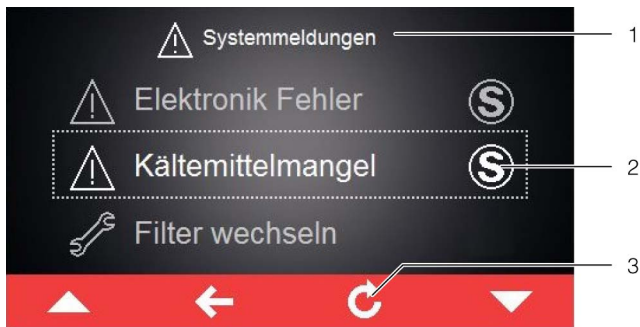 Systemmeldungen
1
Elektronik Fehler
S
Kältemittelmangel
S
2
Filter wechseln
3